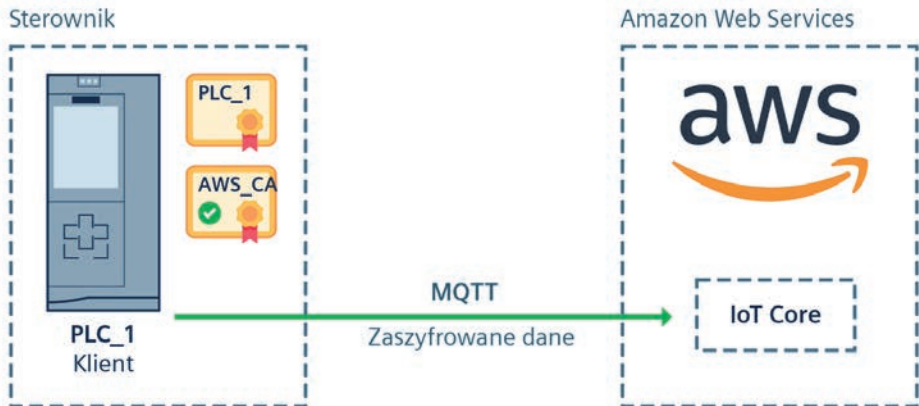 Sterownik
PLC_1
AWS_CA
PLC_1
Klient
MQTT
Zaszyfrowane dane
Amazon Web Services
aws
IoT Core